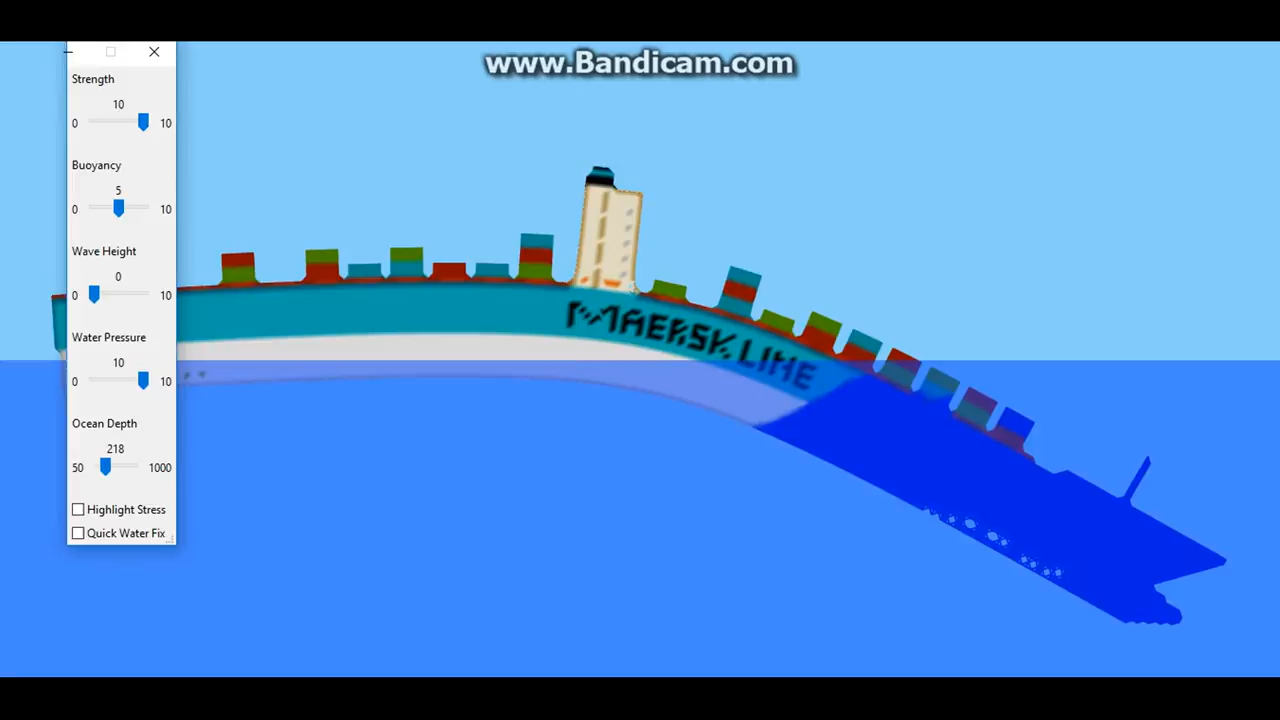 www.Bandicam.com
Strength
10
0 10
Buoyancy
5
0 10
Wave Height
0
0 10
Water Pressure
10
0 10
Ocean Depth
218
50 1000
Highlight Stress
Quick Water Fix
MAERSK LINE